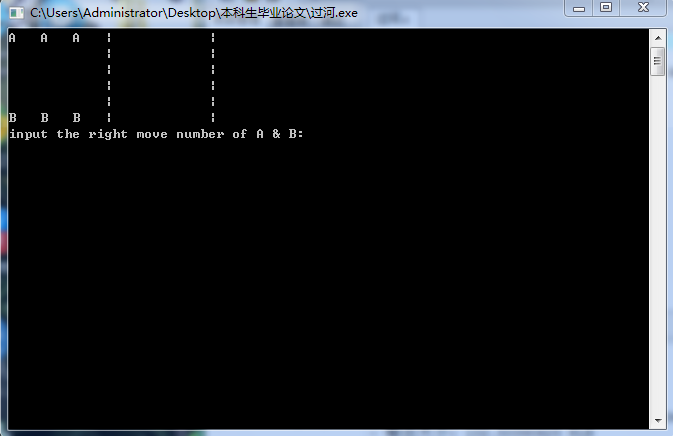 C:\Users\Administrator\Desktop\本科生毕业论文\过河.exe
A   A   A   ¦            ¦
            ¦            ¦
            ¦            ¦
            ¦            ¦
            ¦            ¦
B   B   B   ¦            ¦
input the right move number of A & B: